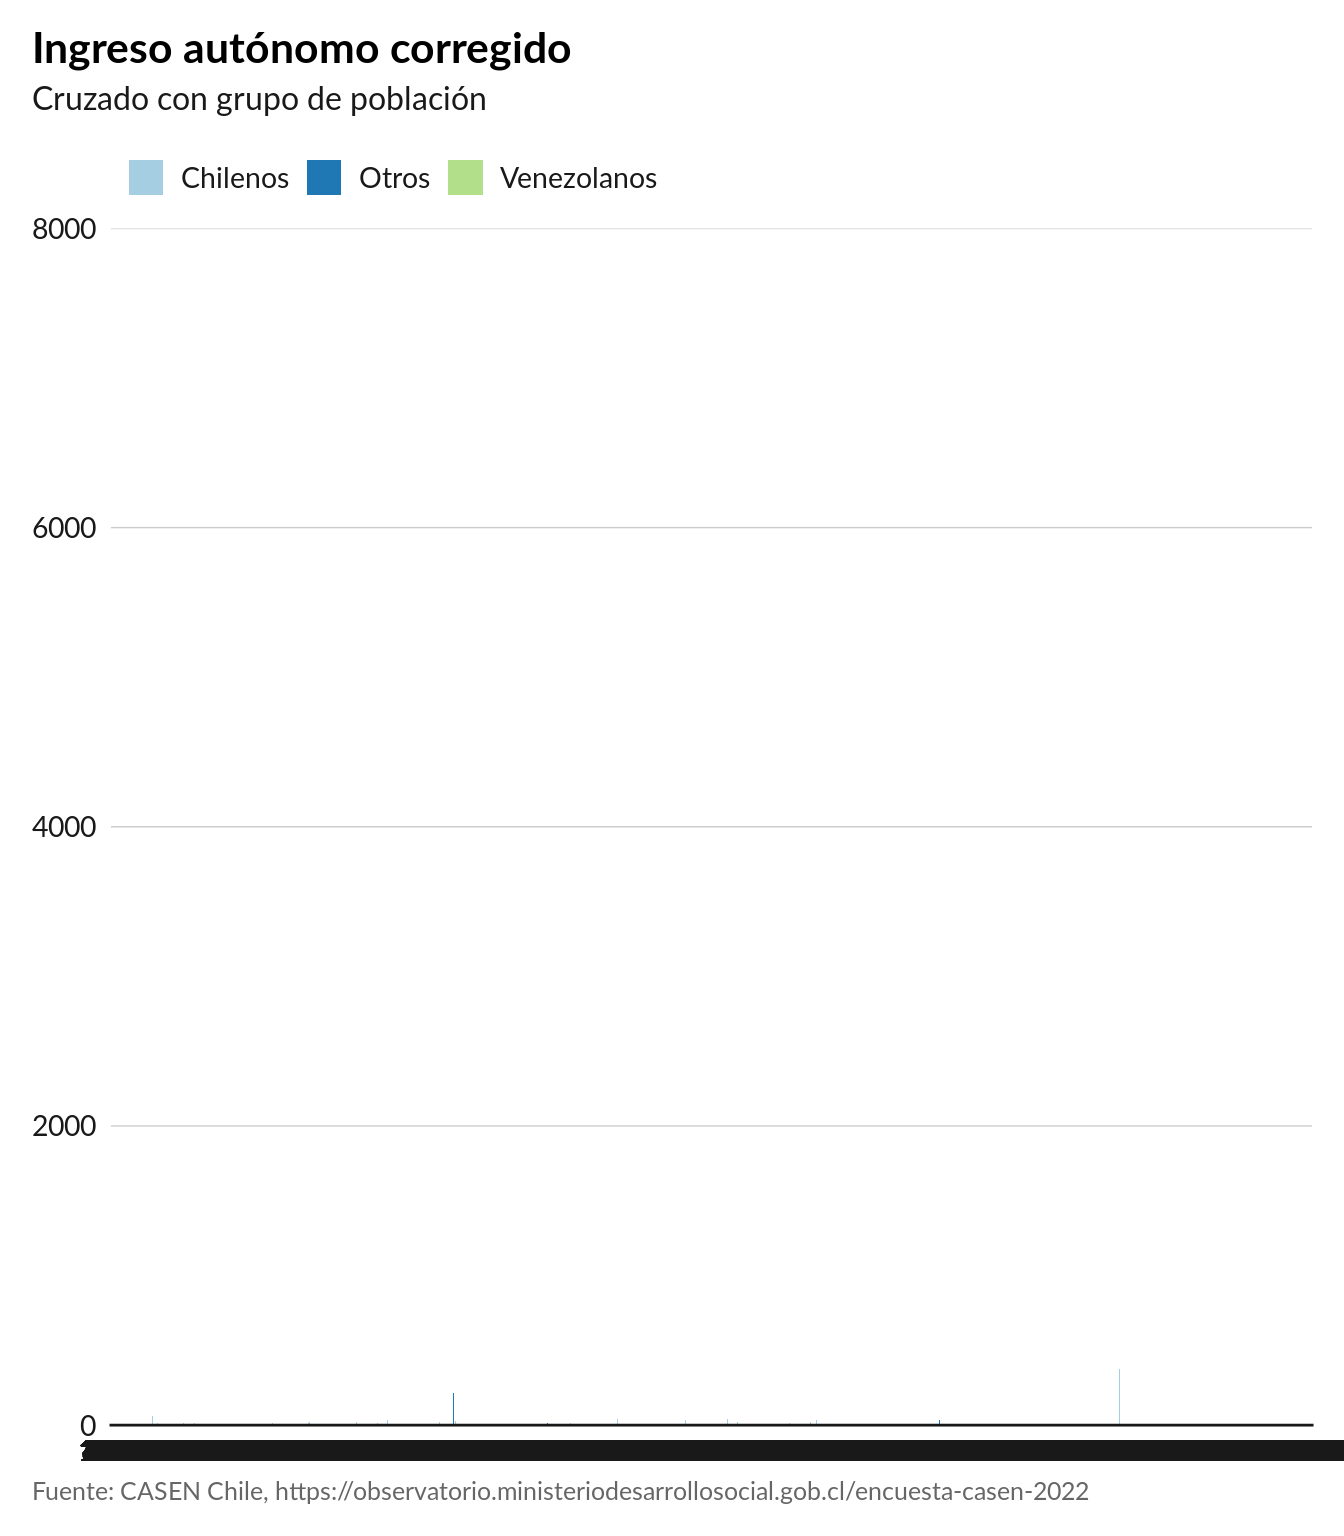 Ingreso autónomo corregido
Cruzado con grupo de población
Chilenos Otros Venezolanos
8000
6000
4000
2000
0
Fuente: CASEN Chile, https://observatorio.ministeriodesarrollosocial.gob.cl/encuesta-casen-2022